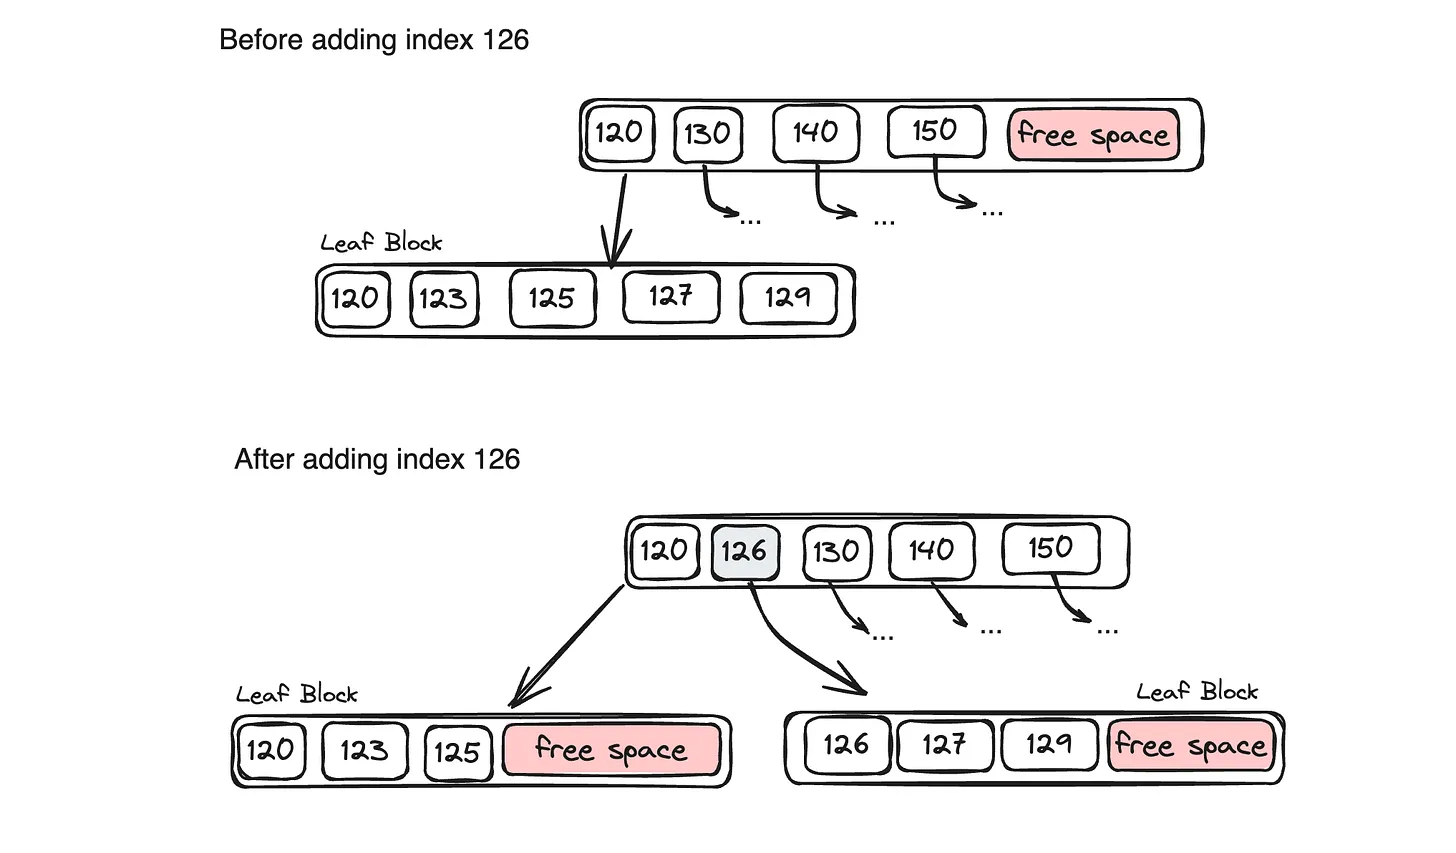 Before adding index 126
120 130 140 150 free space
... ... ...
Leaf Block
120 123 125 127 129
After adding index 126
120 126 130 140 150
... ... ...
Leaf Block Leaf Block
120 123 125 free space 126 127 129 free space